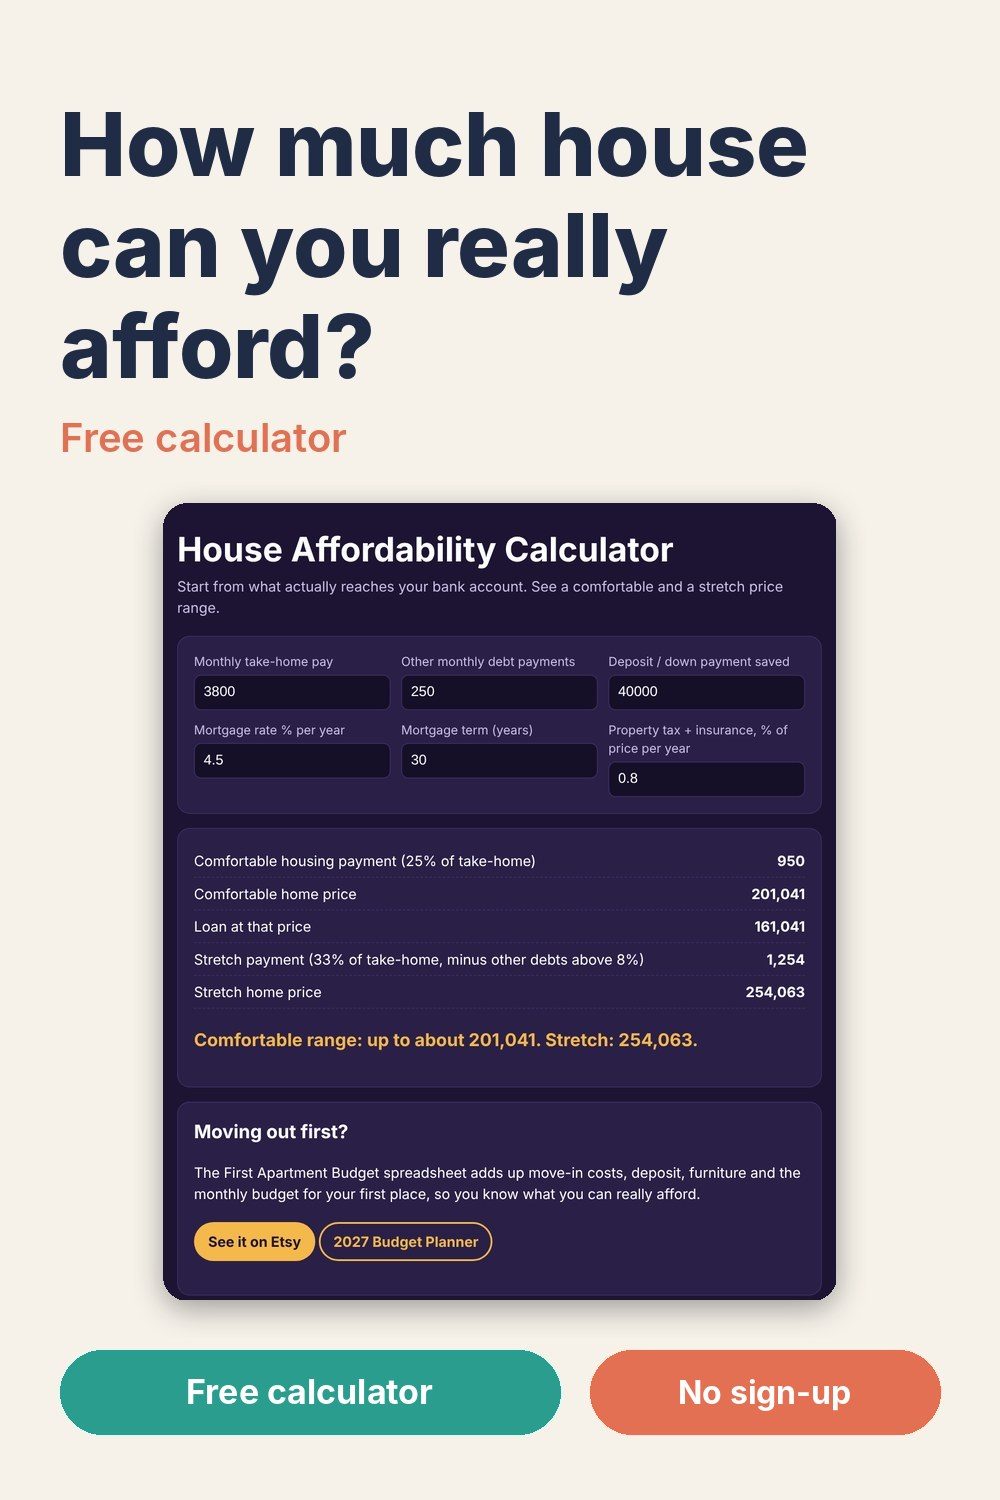 How much house
can you really
afford?
Free calculator
House Affordability Calculator
Start from what actually reaches your bank account. See a comfortable and a stretch price
range.
Monthly take-home pay
3800
Other monthly debt payments
250
Deposit / down payment saved
40000
Mortgage rate % per year
4.5
Mortgage term (years)
30
Property tax + insurance, % of
price per year
0.8
Comfortable housing payment (25% of take-home) 950
Comfortable home price 201,041
Loan at that price 161,041
Stretch payment (33% of take-home, minus other debts above 8%) 1,254
Stretch home price 254,063
Comfortable range: up to about 201,041. Stretch: 254,063.
Moving out first?
The First Apartment Budget spreadsheet adds up move-in costs, deposit, furniture and the
monthly budget for your first place, so you know what you can really afford.
See it on Etsy
2027 Budget Planner
Free calculator
No sign-up